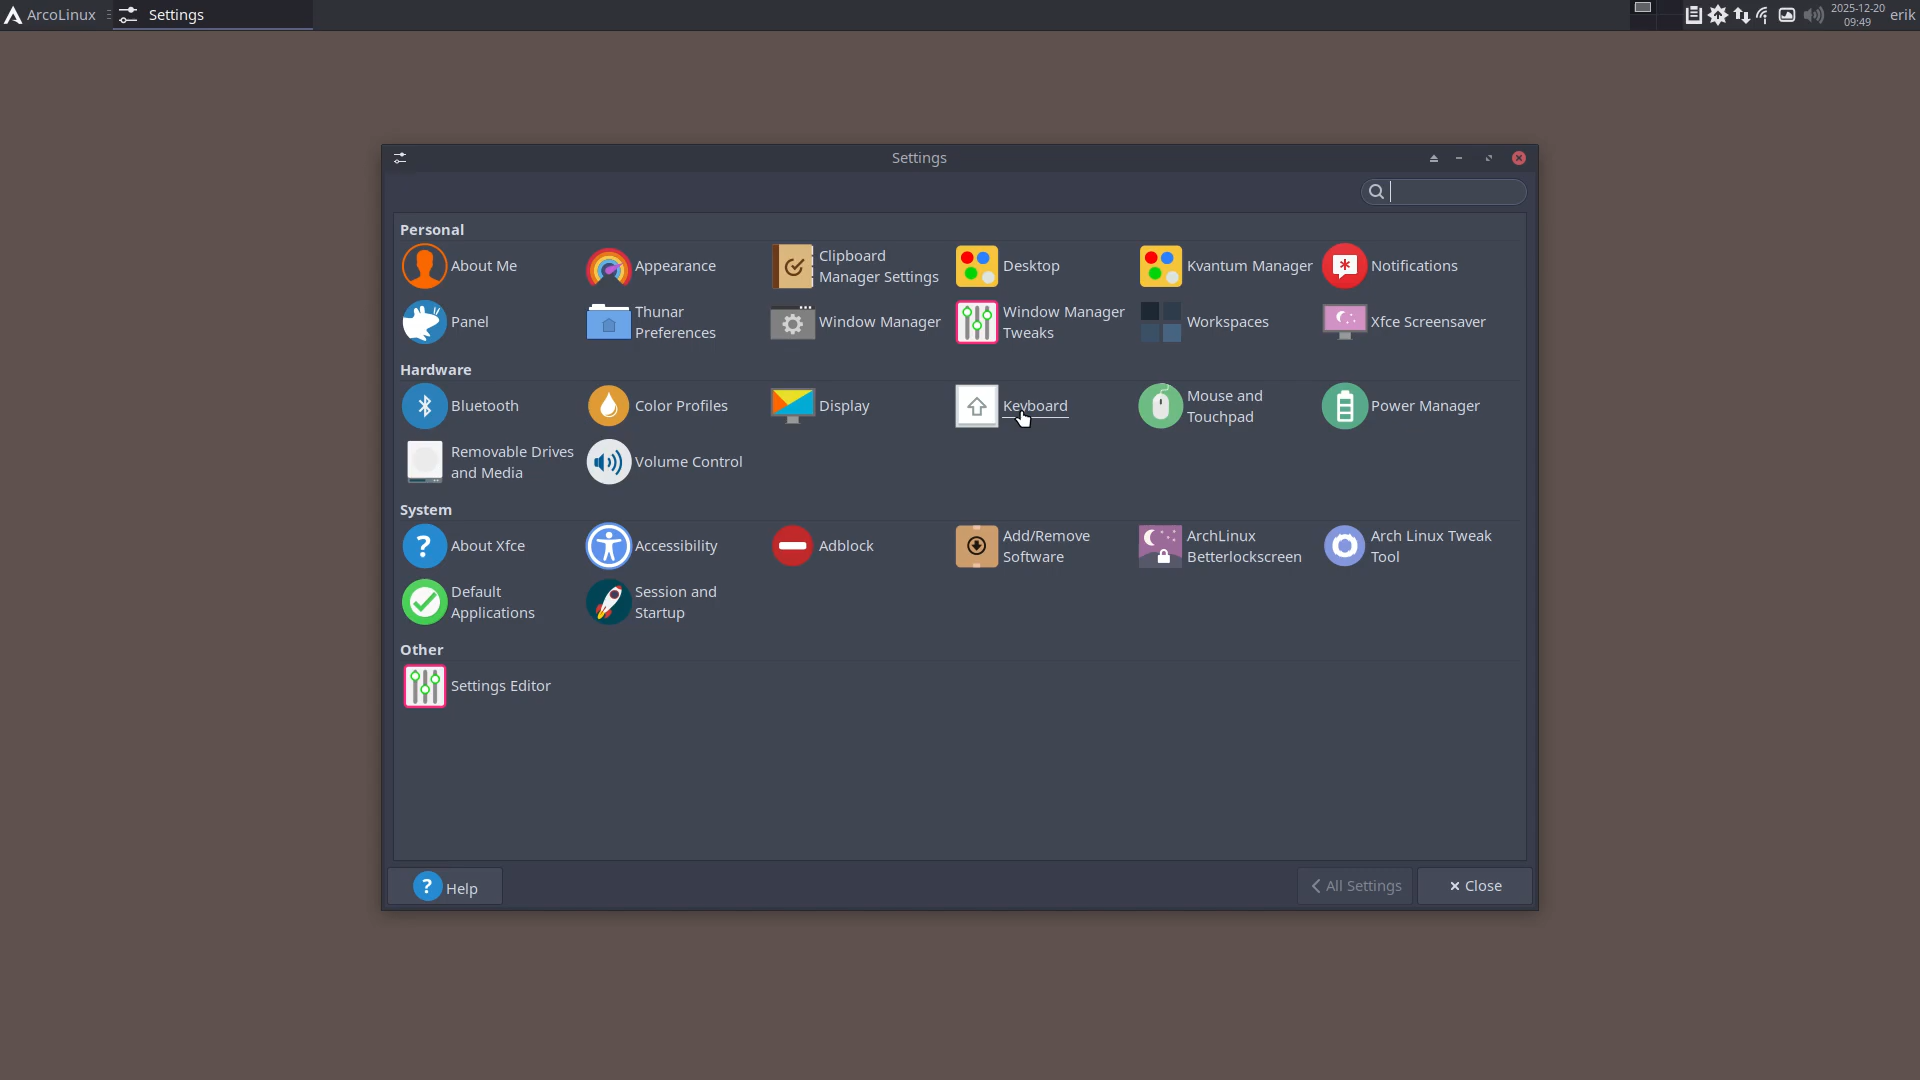 ArcoLinux Settings 2025-12-20 erik
09:49
Settings
Personal
About Me Appearance Clipboard Manager Settings Desktop Kvantum Manager Notifications
Panel Thunar Preferences Window Manager Window Manager Tweaks Workspaces Xfce Screensaver
Hardware
Bluetooth Color Profiles Display Keyboard Mouse and Touchpad Power Manager
Removable Drives and Media Volume Control
System
About Xfce Accessibility Adblock Add/Remove Software ArchLinux Betterlockscreen Arch Linux Tweak Tool
Default Applications Session and Startup
Other
Settings Editor
Help All Settings Close